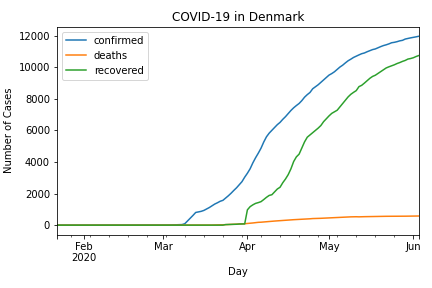 COVID-19 in Denmark
confirmed
deaths
recovered
Number of Cases
12000
10000
8000
6000
4000
2000
0
Feb
2020
Mar
Apr
May
Jun
Day